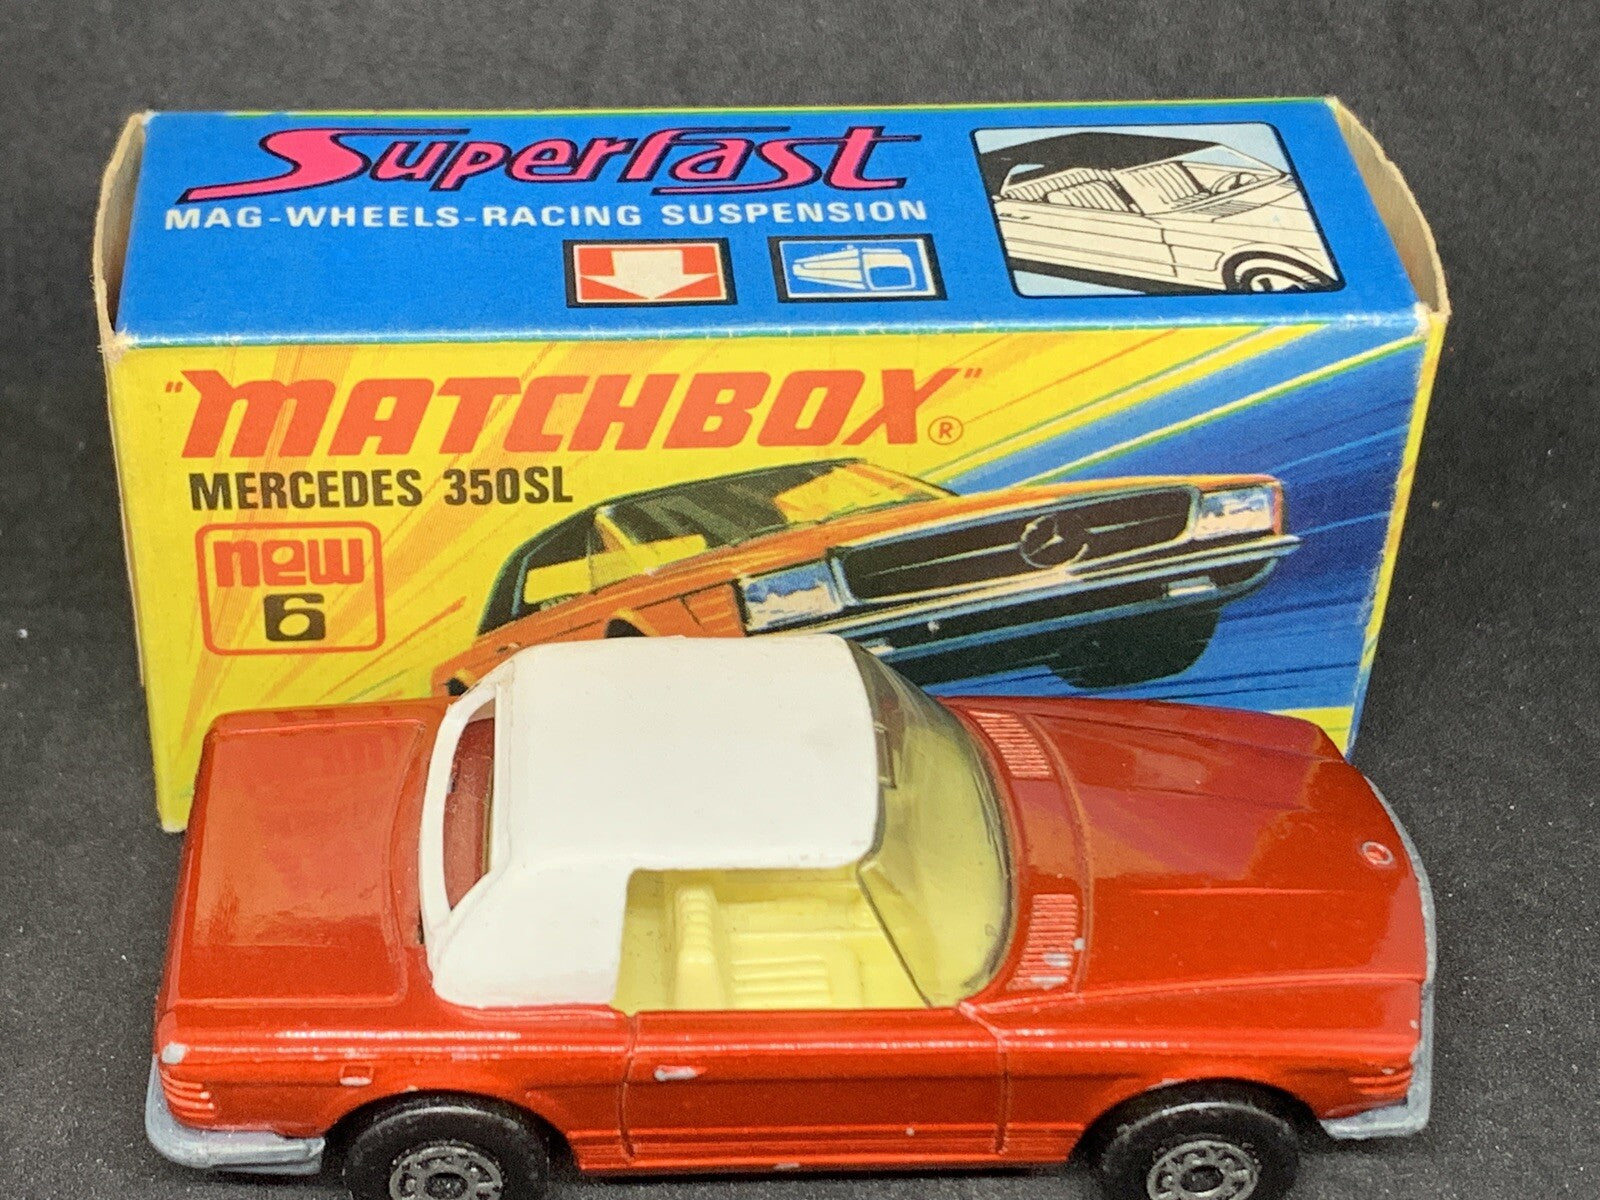 Superfast
MAG-WHEELS-RACING SUSPENSION
"MATCHBOX"®
MERCEDES 350SL
new
6